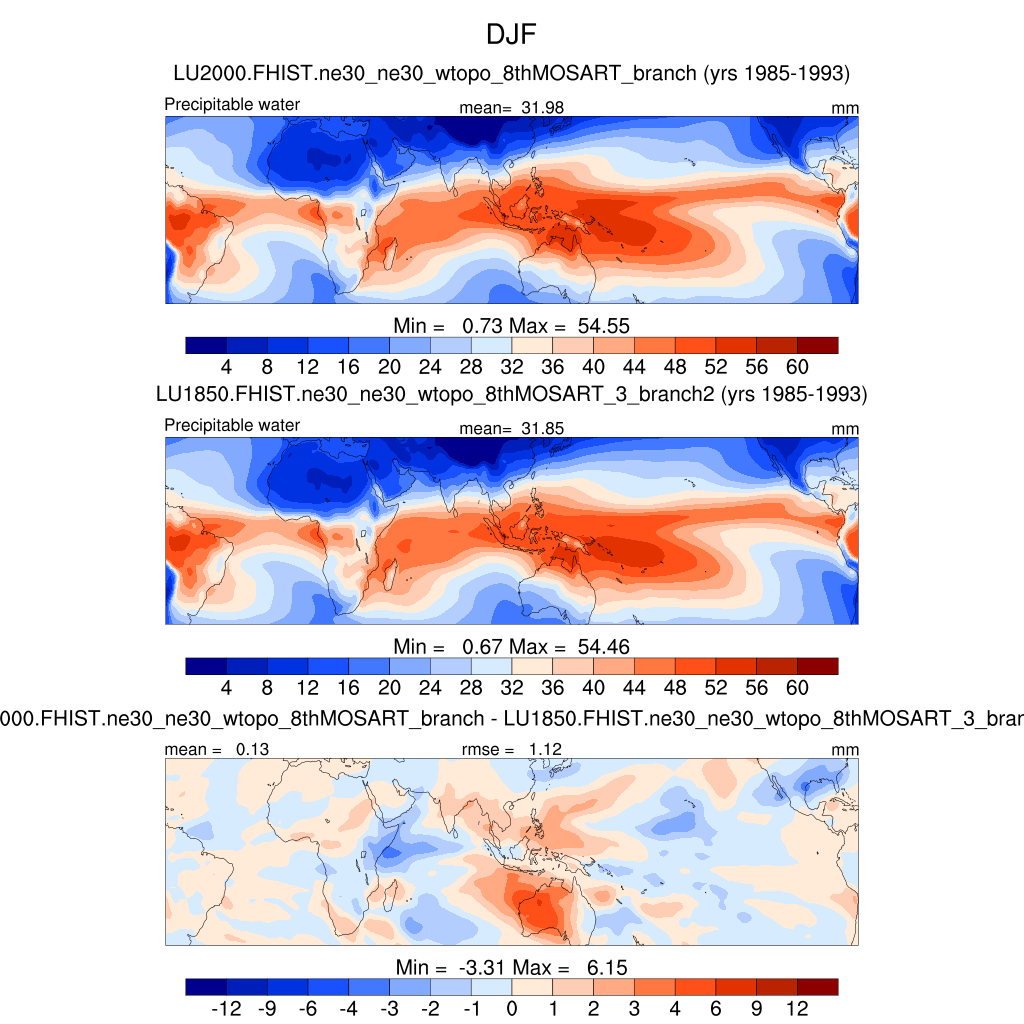 DJF
LU2000.FHIST.ne30_ne30_wtopo_8thMOSART_branch (yrs 1985-1993)
Precipitable water mean= 31.98 mm
Min = 0.73 Max = 54.55
4 8 12 16 20 24 28 32 36 40 44 48 52 56 60
LU1850.FHIST.ne30_ne30_wtopo_8thMOSART_3_branch2 (yrs 1985-1993)
Precipitable water mean= 31.85 mm
Min = 0.67 Max = 54.46
4 8 12 16 20 24 28 32 36 40 44 48 52 56 60
000.FHIST.ne30_ne30_wtopo_8thMOSART_branch - LU1850.FHIST.ne30_ne30_wtopo_8thMOSART_3_bran
mean = 0.13 rmse = 1.12 mm
Min = -3.31 Max = 6.15
-12 -9 -6 -4 -3 -2 -1 0 1 2 3 4 6 9 12